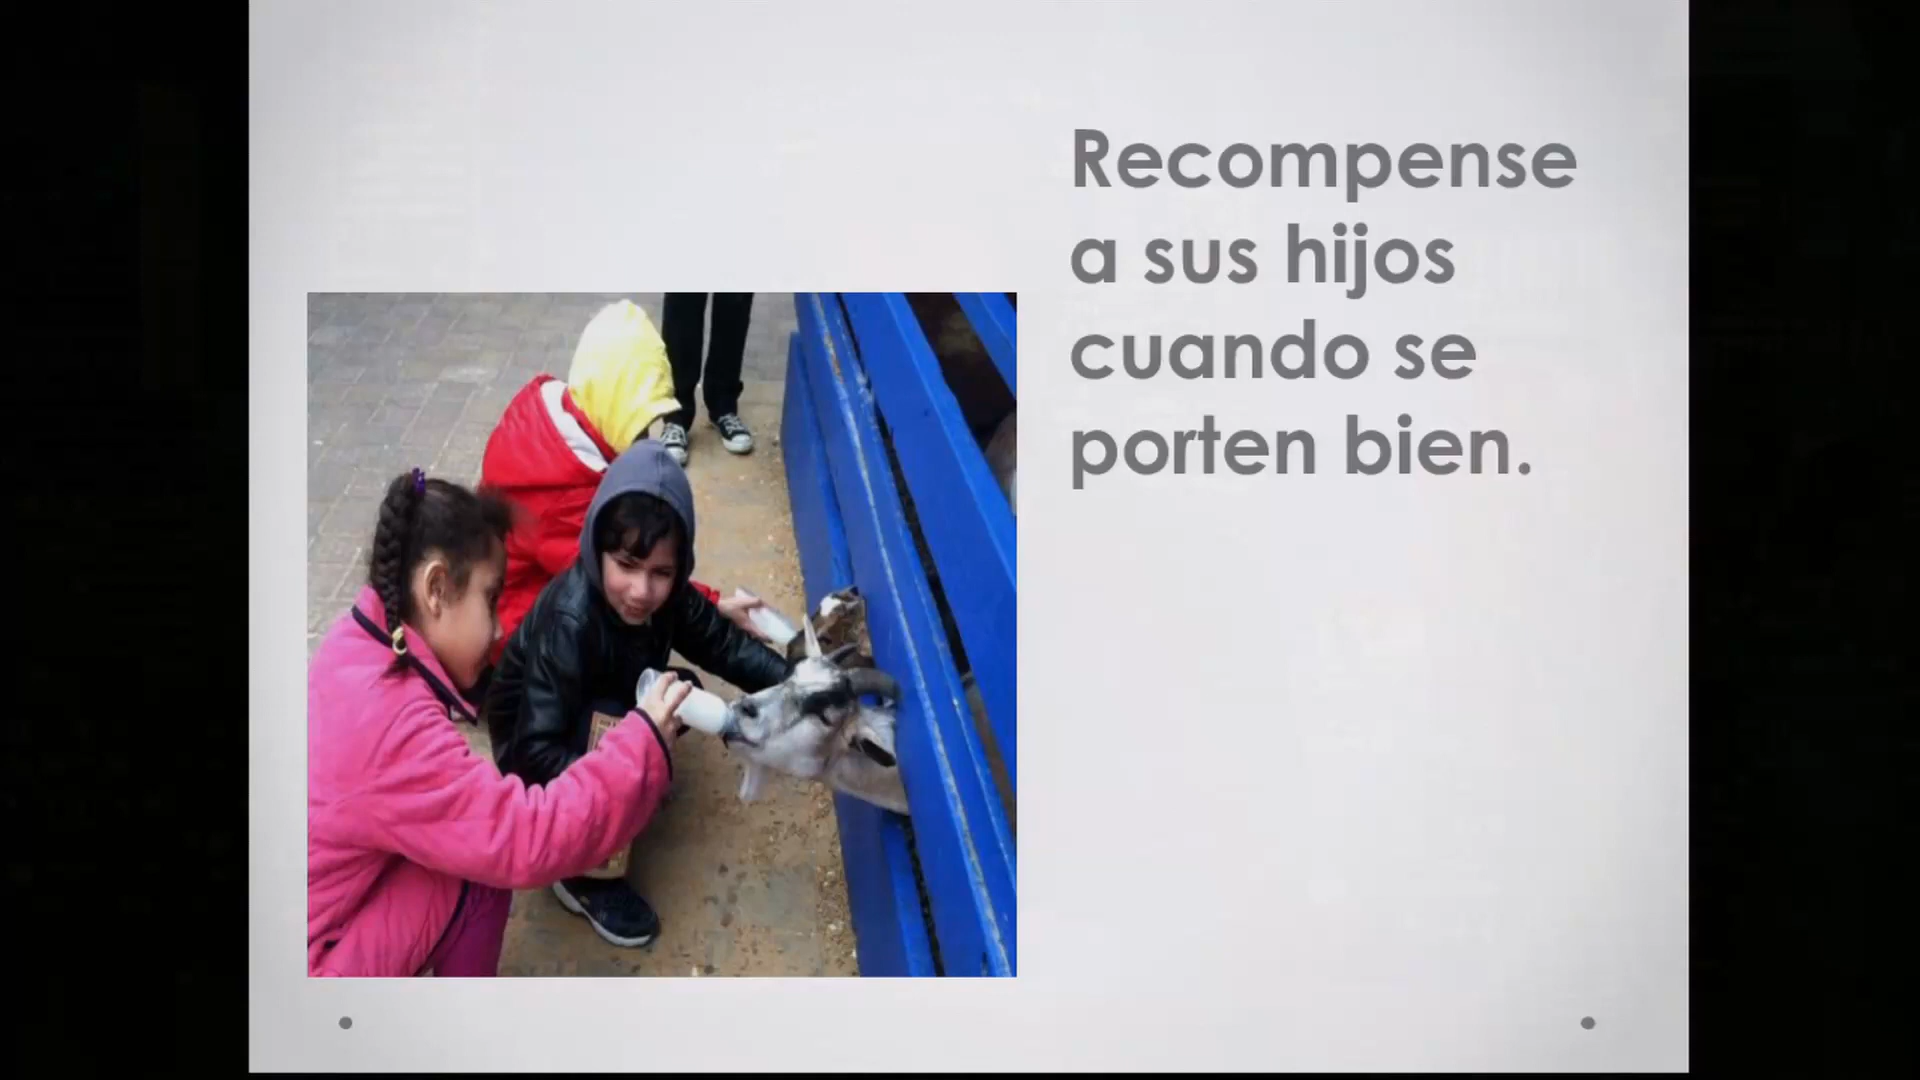 Recompense
a sus hijos
cuando se
porten bien.